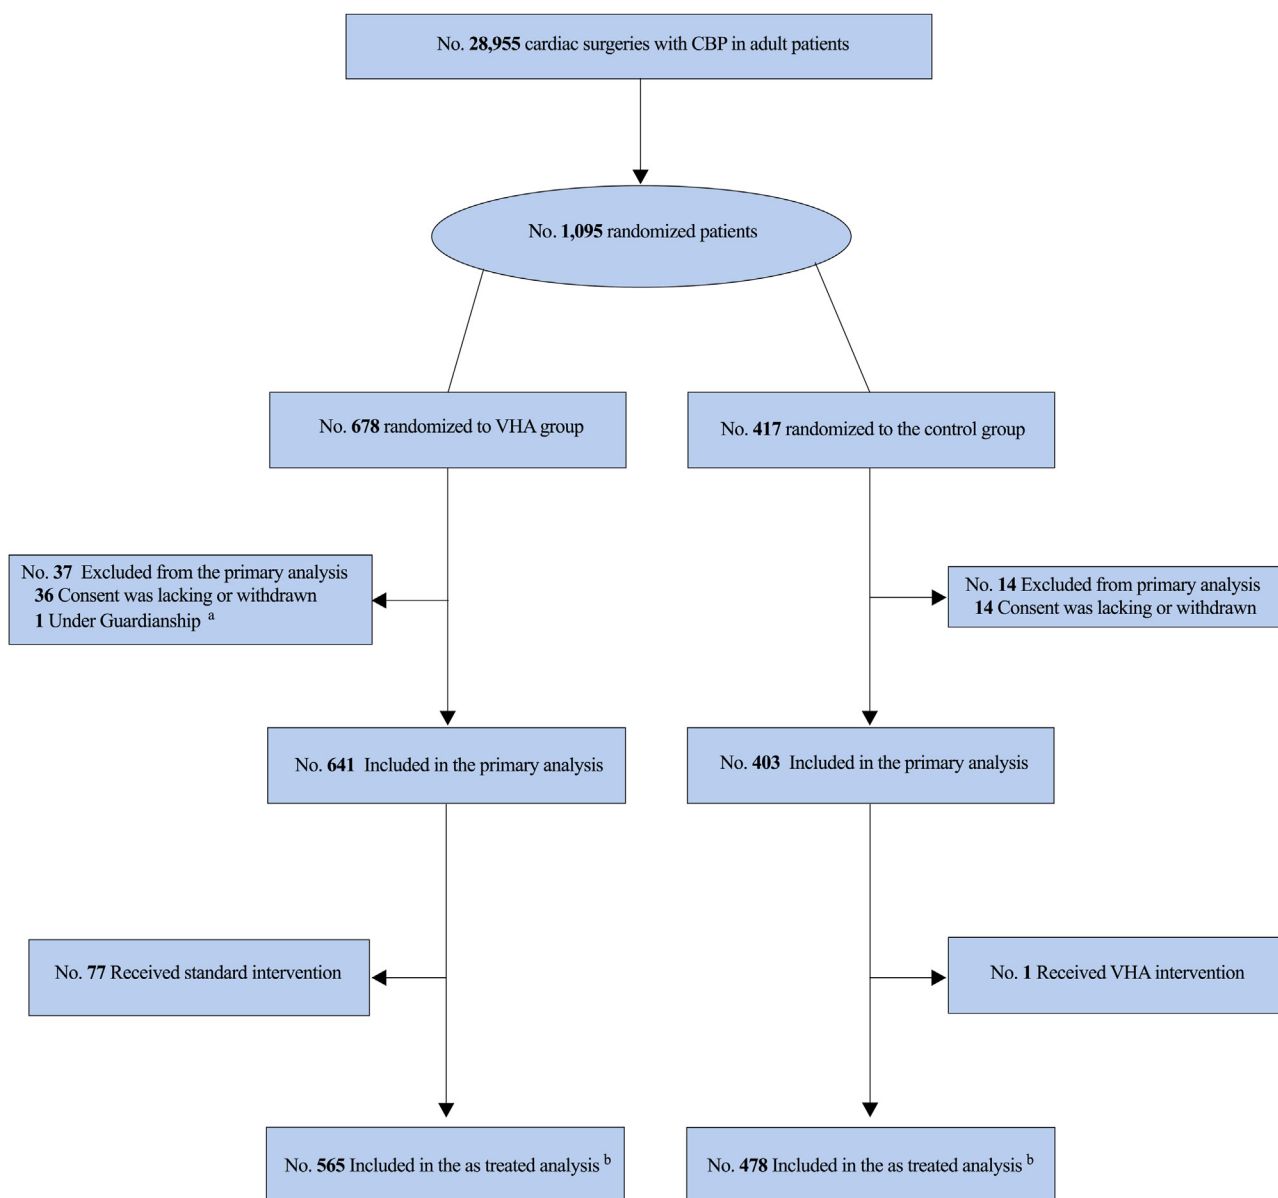 No. 28,955 cardiac surgeries with CBP in adult patients
No. 1,095 randomized patients
No. 678 randomized to VHA group
No. 417 randomized to the control group
No. 37 Excluded from the primary analysis
36 Consent was lacking or withdrawn
1 Under Guardianship a
No. 14 Excluded from primary analysis
14 Consent was lacking or withdrawn
No. 641 Included in the primary analysis
No. 403 Included in the primary analysis
No. 77 Received standard intervention
No. 1 Received VHA intervention
No. 565 Included in the as treated analysis b
No. 478 Included in the as treated analysis b